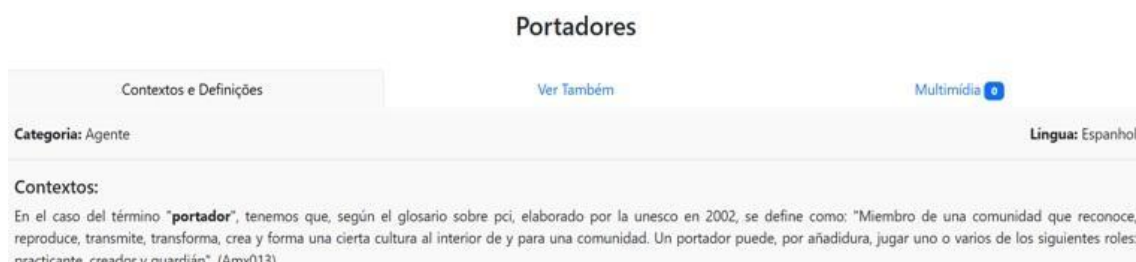 Portadores
Contextos e Definições Ver Também Multimídia 0
Categoria: Agente Língua: Espanhol
Contextos:
En el caso del término "portador", tenemos que, según el glosario sobre pci, elaborado por la unesco en 2002, se define como: "Miembro de una comunidad que reconoce,
reproduce, transmite, transforma, crea y forma una cierta cultura al interior de y para una comunidad. Un portador puede, por añadidura, jugar uno o varios de los siguientes roles:
practicante, creador y guardián". (Amx013)